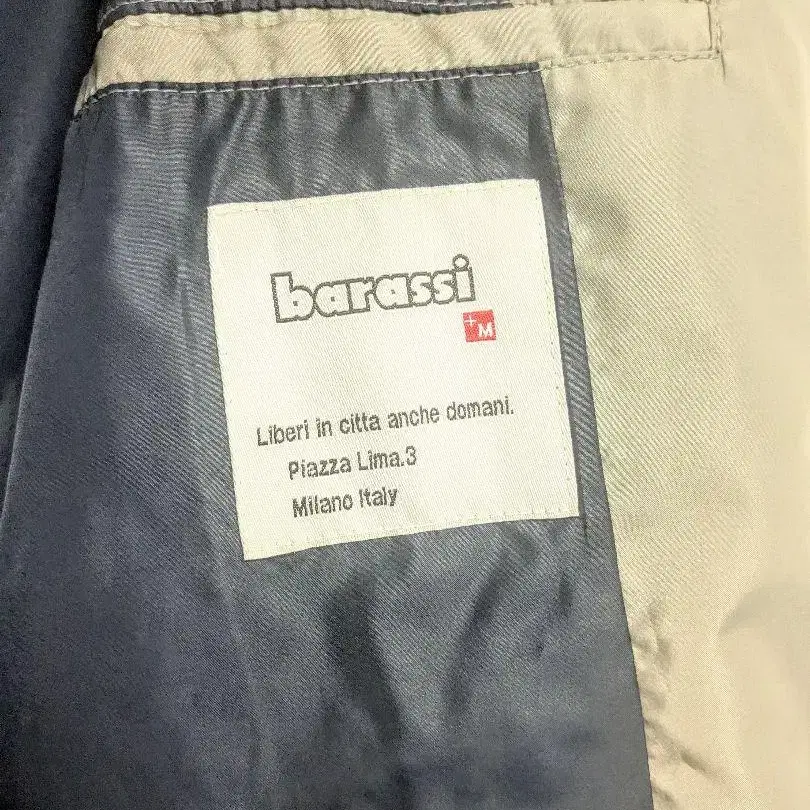 barassi
+M
Liberi in citta anche domani.
Piazza Lima.3
Milano Italy